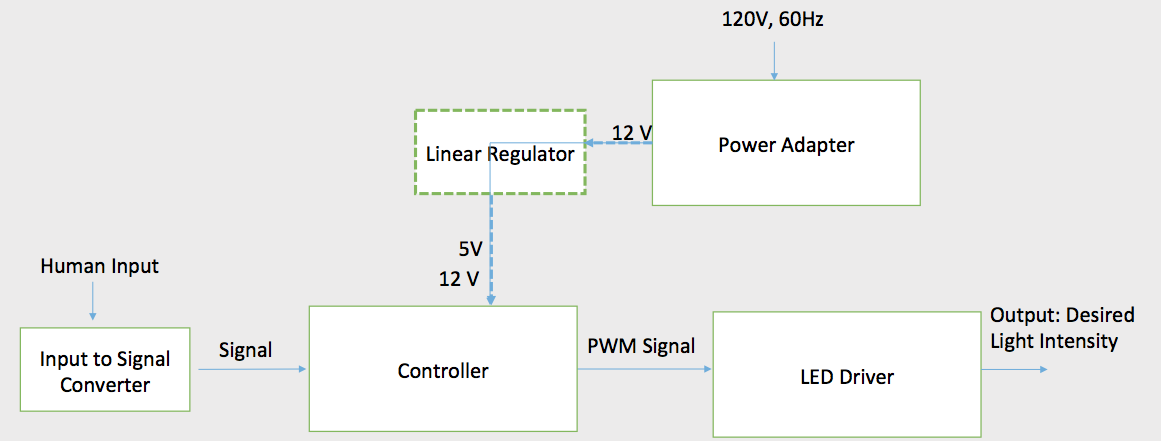 120V, 60Hz
12 V
Power Adapter
Linear Regulator
5V
12 V
Human Input
Input to Signal
Converter
Signal
Controller
PWM Signal
LED Driver
Output: Desired
Light Intensity